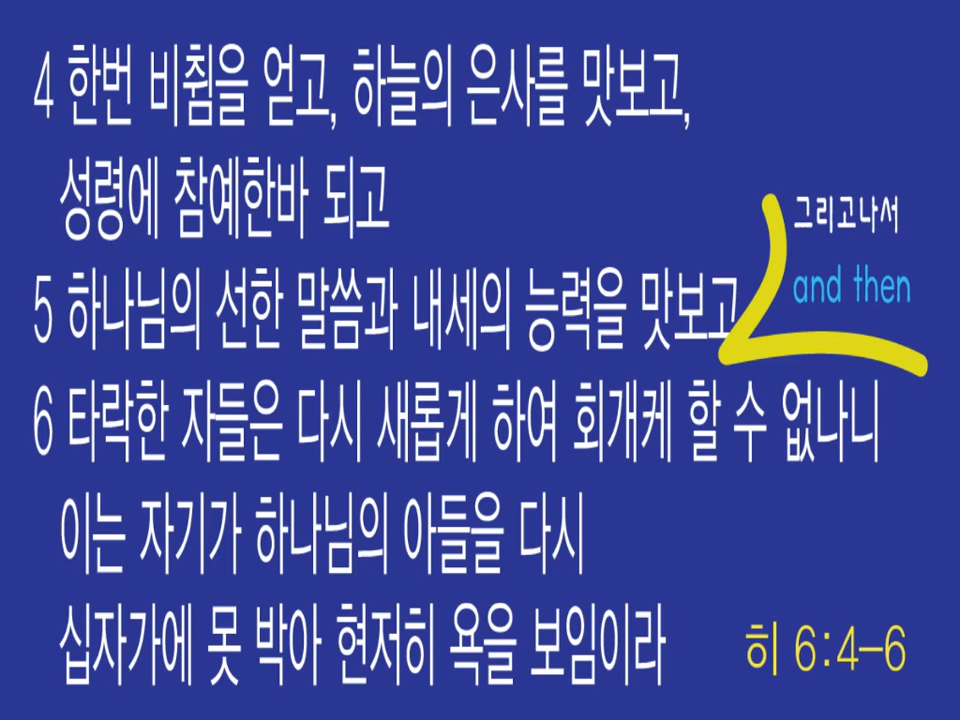 4 한번 비췸을 얻고, 하늘의 은사를 맛보고,
성령에 참예한바 되고
그리고나서
and then
5 하나님의 선한 말씀과 내세의 능력을 맛보고
6 타락한 자들은 다시 새롭게 하여 회개케 할 수 없나니
이는 자기가 하나님의 아들을 다시
십자가에 못 박아 현저히 욕을 보임이라
히 6:4-6